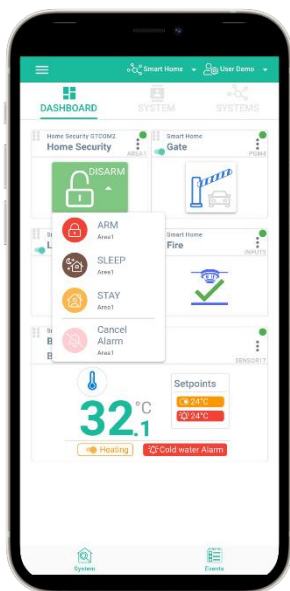 Smart Home
User Demo
DASHBOARD
SYSTEM
SYSTEMS
Home Security GTCOM2
Home Security
AREA1
Smart Home
Gate
PGM4
DISARM
ARM
Area1
SLEEP
Area1
STAY
Area1
Cancel
Alarm
Area1
Smart Home
Fire
INPUT5
SENSOR17
32.1
°C
Setpoints
24°C
24°C
Heating
Cold water Alarm
System
Events